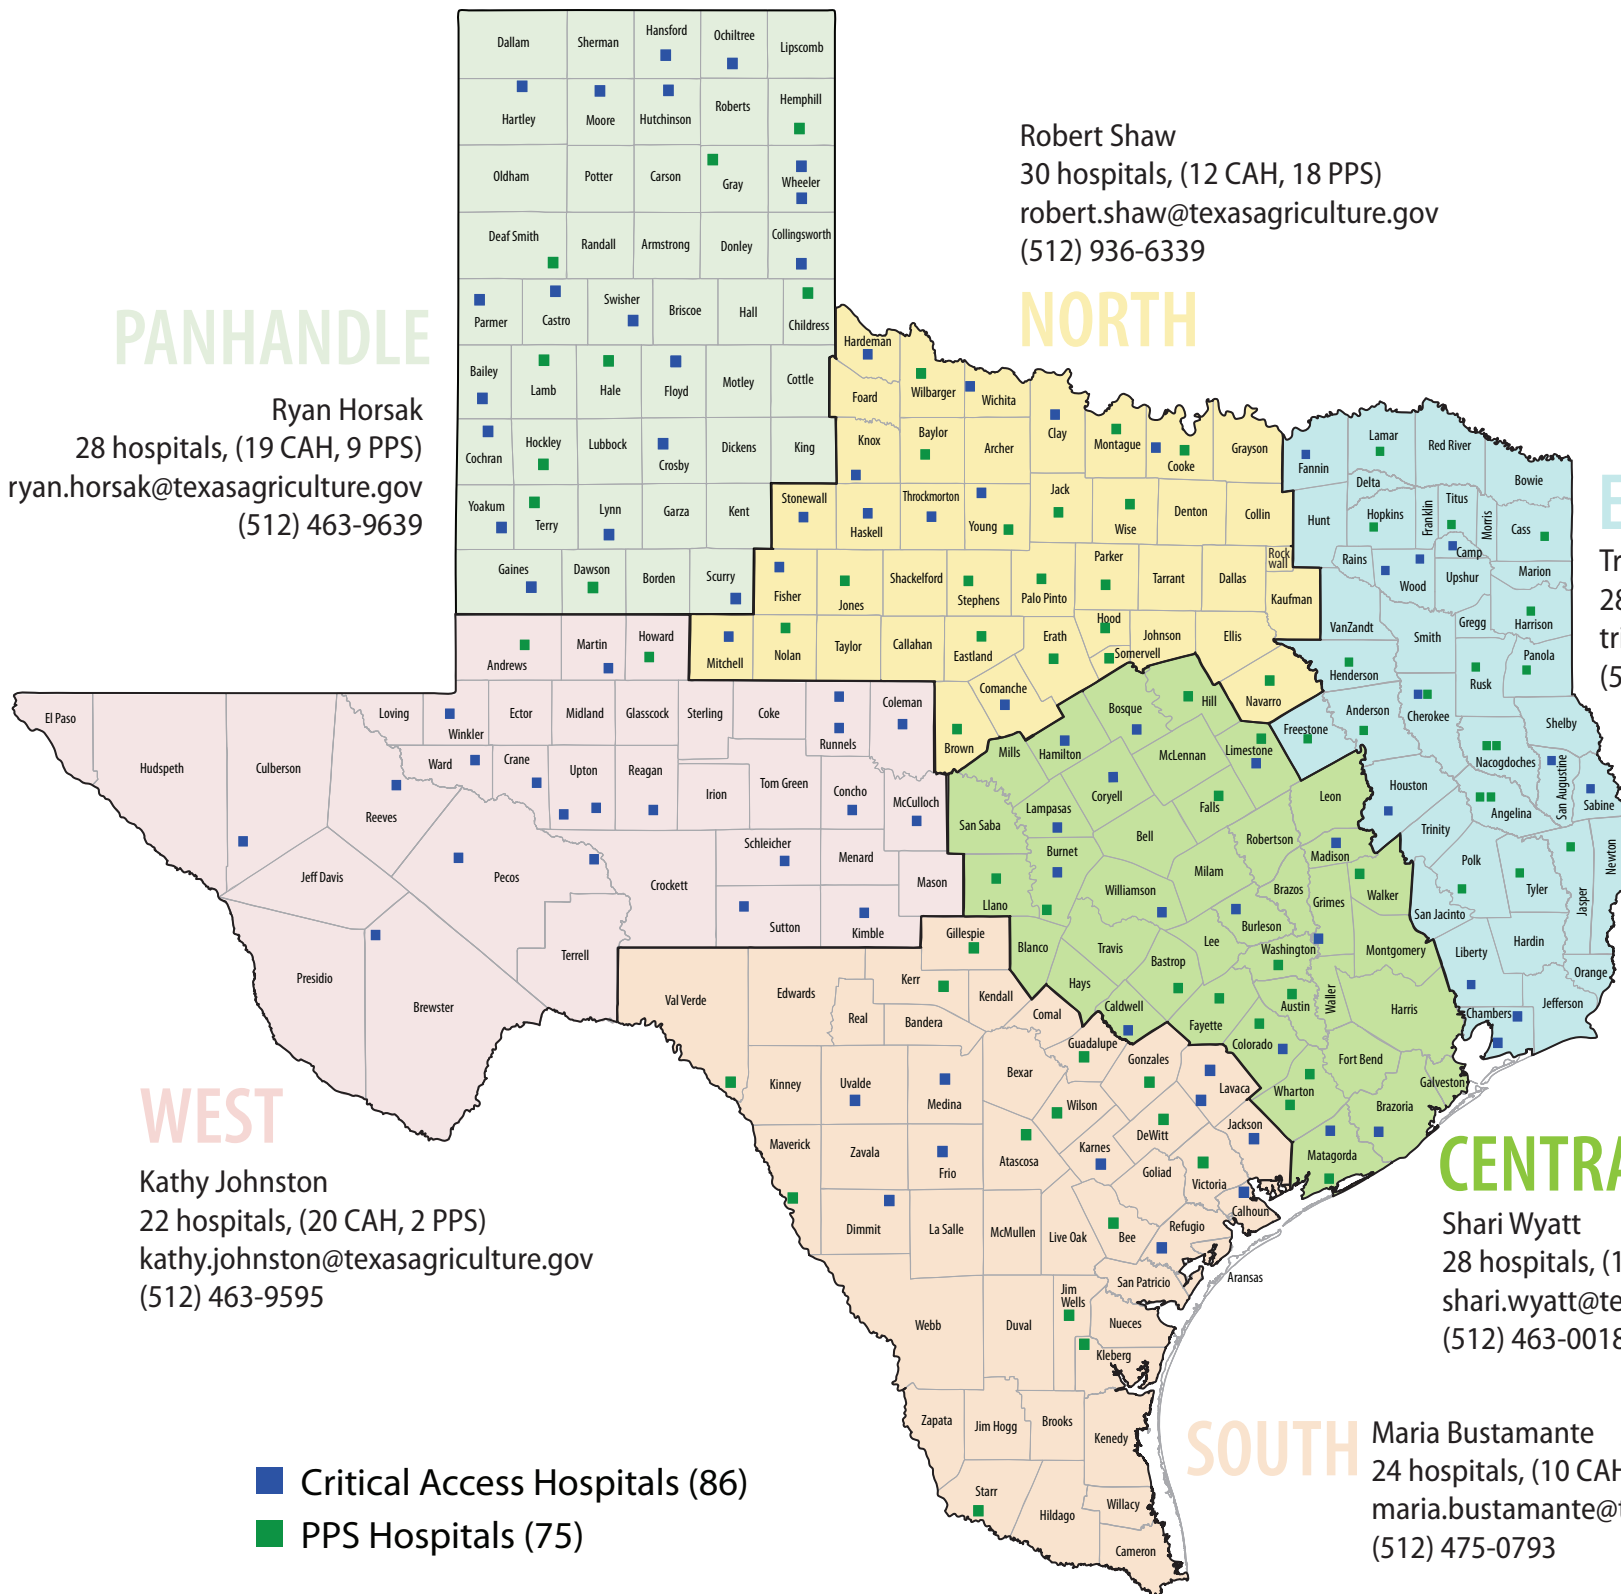 Dallam
Sherman
Hansford
Ochiltree
Lipscomb
Hartley
Moore
Hutchinson
Roberts
Hemphill
Oldham
Potter
Carson
Gray
Wheeler
Deaf Smith
Randall
Armstrong
Donley
Collingsworth
Parmer
Castro
Swisher
Briscoe
Hall
Childress
Bailey
Lamb
Hale
Floyd
Motley
Cottle
Cochran
Hockley
Lubbock
Crosby
Dickens
King
Yoakum
Terry
Lynn
Garza
Kent
Gaines
Dawson
Borden
Scurry
PANHANDLE
Ryan Horsak
28 hospitals, (19 CAH, 9 PPS)
ryan.horsak@texasagriculture.gov
(512) 463-9639
Robert Shaw
30 hospitals, (12 CAH, 18 PPS)
robert.shaw@texasagriculture.gov
(512) 936-6339
NORTH
Hardeman
Foard
Wilbarger
Wichita
Clay
Montague
Cooke
Grayson
Knox
Baylor
Archer
Stonewall
Haskell
Throckmorton
Young
Jack
Wise
Denton
Collin
Rock
wall
Fisher
Jones
Shackelford
Stephens
Palo Pinto
Parker
Tarrant
Dallas
Kaufman
Mitchell
Nolan
Taylor
Callahan
Eastland
Erath
Hood
Somervell
Johnson
Ellis
Comanche
Brown
Navarro
Fannin
Lamar
Red River
Bowie
Delta
Hunt
Hopkins
Franklin
Titus
Morris
Cass
Rains
Wood
Camp
Upshur
Marion
VanZandt
Smith
Gregg
Harrison
Henderson
Rusk
Panola
Freestone
Anderson
Cherokee
Shelby
Nacogdoches
San Augustine
Sabine
Houston
Angelina
Trinity
Polk
Tyler
Jasper
Newton
San Jacinto
Liberty
Hardin
Orange
Chambers
Jefferson
E
Tr
28
tri
(5
Andrews
Martin
Howard
El Paso
Hudspeth
Culberson
Loving
Winkler
Ector
Midland
Glasscock
Sterling
Coke
Runnels
Coleman
Reeves
Ward
Crane
Upton
Reagan
Irion
Tom Green
Concho
McCulloch
Jeff Davis
Pecos
Crockett
Schleicher
Menard
Mason
Sutton
Kimble
Presidio
Brewster
Terrell
WEST
Kathy Johnston
22 hospitals, (20 CAH, 2 PPS)
kathy.johnston@texasagriculture.gov
(512) 463-9595
Mills
Hamilton
Bosque
Hill
McLennan
Limestone
San Saba
Lampasas
Coryell
Falls
Leon
Burnet
Bell
Robertson
Madison
Llano
Williamson
Milam
Brazos
Grimes
Walker
Blanco
Travis
Lee
Burleson
Washington
Montgomery
Hays
Bastrop
Caldwell
Fayette
Austin
Waller
Harris
Colorado
Fort Bend
Wharton
Galveston
Brazoria
Matagorda
CENTRA
Shari Wyatt
28 hospitals, (1
shari.wyatt@te
(512) 463-0018
Val Verde
Edwards
Gillespie
Kerr
Kendall
Real
Bandera
Comal
Guadalupe
Gonzales
Kinney
Uvalde
Medina
Bexar
Wilson
Lavaca
Maverick
Zavala
Frio
Atascosa
Karnes
DeWitt
Jackson
Goliad
Victoria
Calhoun
Dimmit
La Salle
McMullen
Live Oak
Bee
Refugio
San Patricio
Aransas
Webb
Duval
Jim
Wells
Nueces
Kleberg
Zapata
Jim Hogg
Brooks
Kenedy
Starr
Hildago
Willacy
Cameron
SOUTH
Maria Bustamante
24 hospitals, (10 CAH
maria.bustamante@t
(512) 475-0793
Critical Access Hospitals (86)
PPS Hospitals (75)